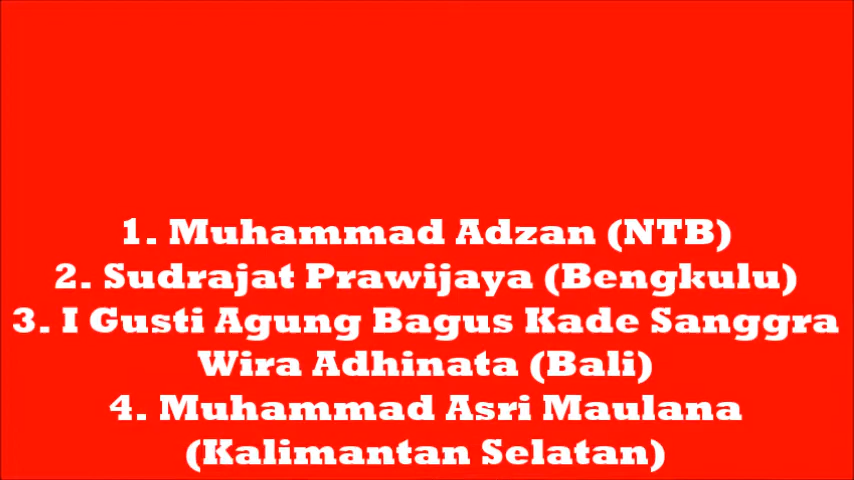 1. Muhammad Adzan (NTB)
2. Sudrajat Prawijaya (Bengkulu)
3. I Gusti Agung Bagus Kade Sanggra
Wira Adhinata (Bali)
4. Muhammad Asri Maulana
(Kalimantan Selatan)